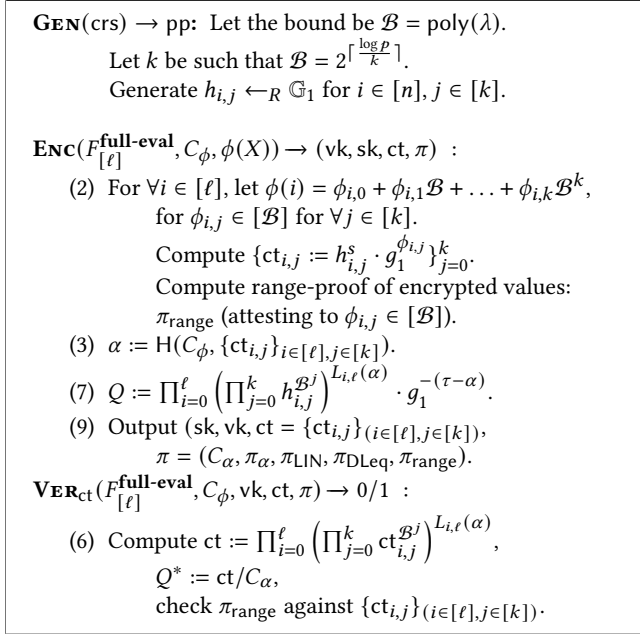 GEN(crs) → pp: Let the bound be ℬ = poly(λ).
Let k be such that ℬ = 2^{⌈\frac{log p}{k}⌉}.
Generate h_{i,j} ←_R 𝔾_1 for i ∈ [n], j ∈ [k].
ENC(F^{full-eval}_{[ℓ]}, C_ϕ, ϕ(X)) → (vk, sk, ct, π) :
(2) For ∀i ∈ [ℓ], let ϕ(i) = ϕ_{i,0} + ϕ_{i,1}ℬ + . . . + ϕ_{i,k}ℬ^k,
for ϕ_{i,j} ∈ [ℬ] for ∀j ∈ [k].
Compute {ct_{i,j} := h^s_{i,j} · g_1^{ϕ_{i,j}}}^k_{j=0}.
Compute range-proof of encrypted values:
π_range (attesting to ϕ_{i,j} ∈ [ℬ]).
(3) α := H(C_ϕ, {ct_{i,j}}_{i∈[ℓ],j∈[k]}).
(7) Q := ∏^ℓ_{i=0} (∏^k_{j=0} h^{ℬ^j}_{i,j})^{L_{i,ℓ}(α)} · g_1^{−(τ−α)}.
(9) Output (sk, vk, ct = {ct_{i,j}}_{(i∈[ℓ],j∈[k])},
π = (C_α, π_α, π_LIN, π_DLeq, π_range).
VER_ct(F^{full-eval}_{[ℓ]}, C_ϕ, vk, ct, π) → 0/1 :
(6) Compute ct := ∏^ℓ_{i=0} (∏^k_{j=0} ct^{ℬ^j}_{i,j})^{L_{i,ℓ}(α)},
Q^* := ct/C_α,
check π_range against {ct_{i,j}}_{(i∈[ℓ],j∈[k])}.